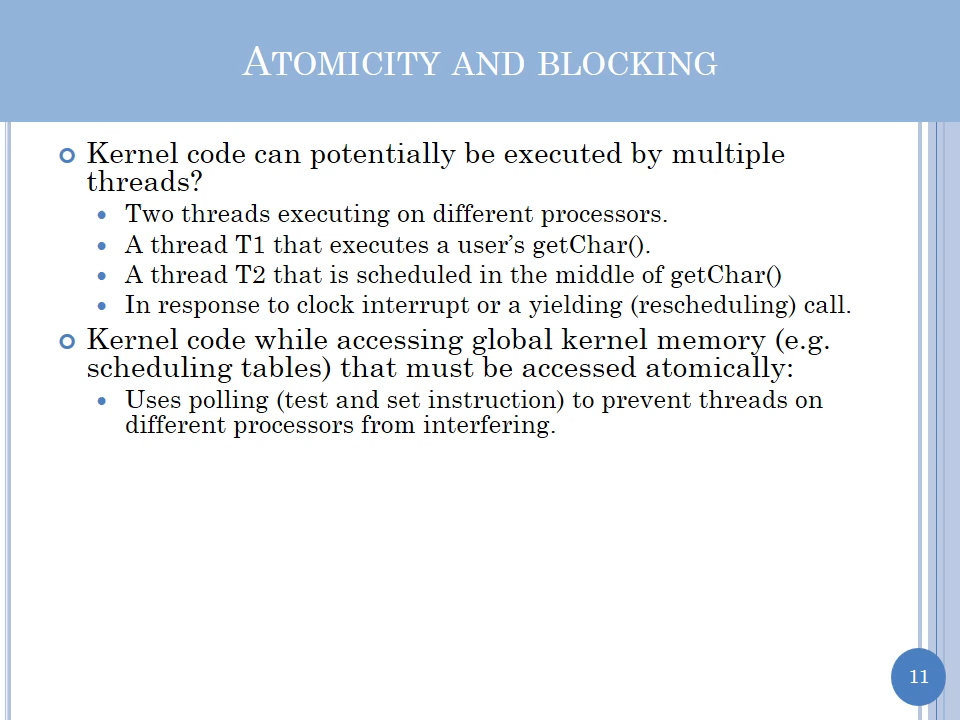 ATOMICITY AND BLOCKING
Kernel code can potentially be executed by multiple
threads?
Two threads executing on different processors.
A thread T1 that executes a user's getChar().
A thread T2 that is scheduled in the middle of getChar()
In response to clock interrupt or a yielding (rescheduling) call.
Kernel code while accessing global kernel memory (e.g.
scheduling tables) that must be accessed atomically:
Uses polling (test and set instruction) to prevent threads on
different processors from interfering.
11